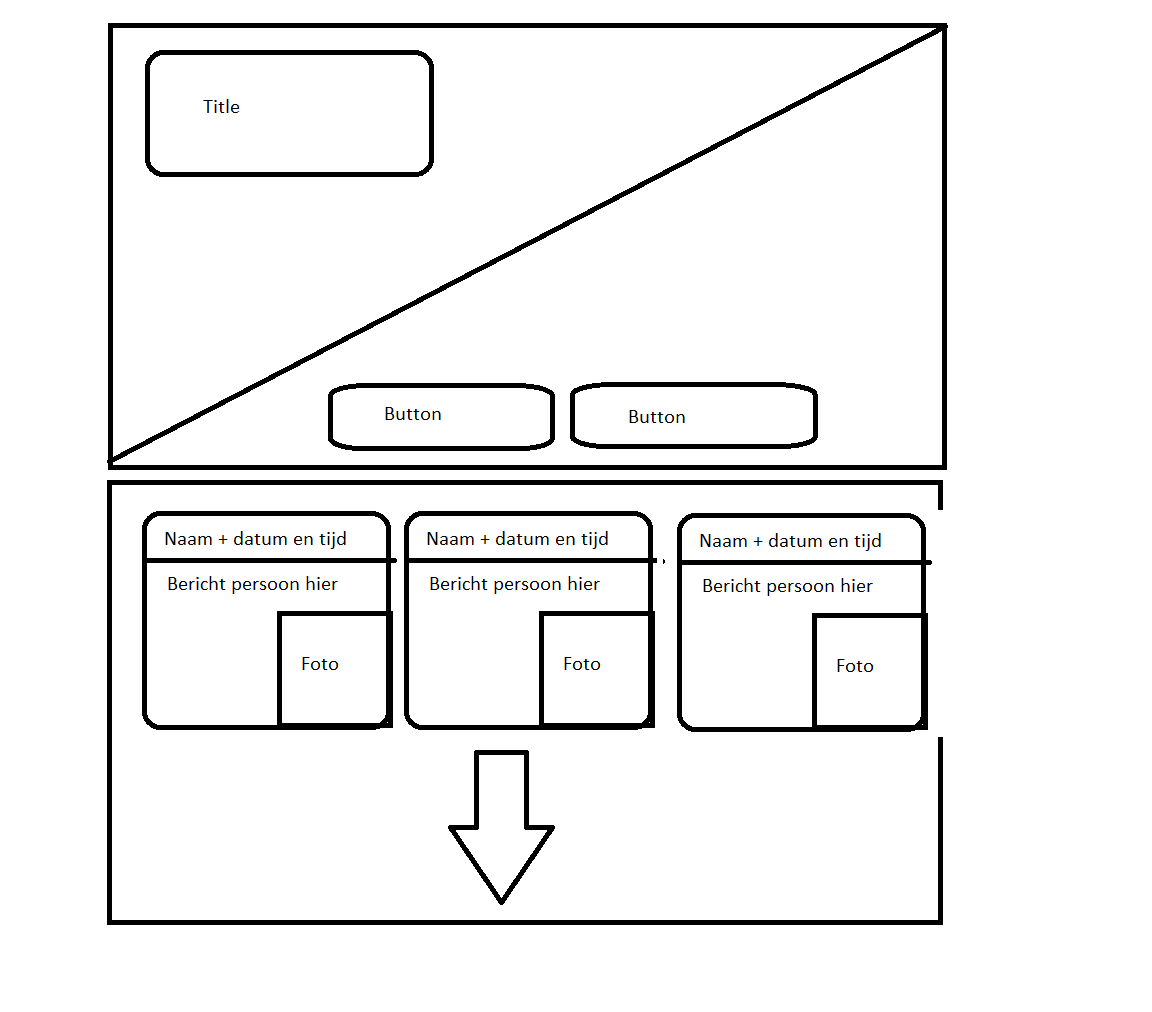 Title
Button
Button
Naam + datum en tijd
Bericht persoon hier
Foto
Naam + datum en tijd
Bericht persoon hier
Foto
Naam + datum en tijd
Bericht persoon hier
Foto